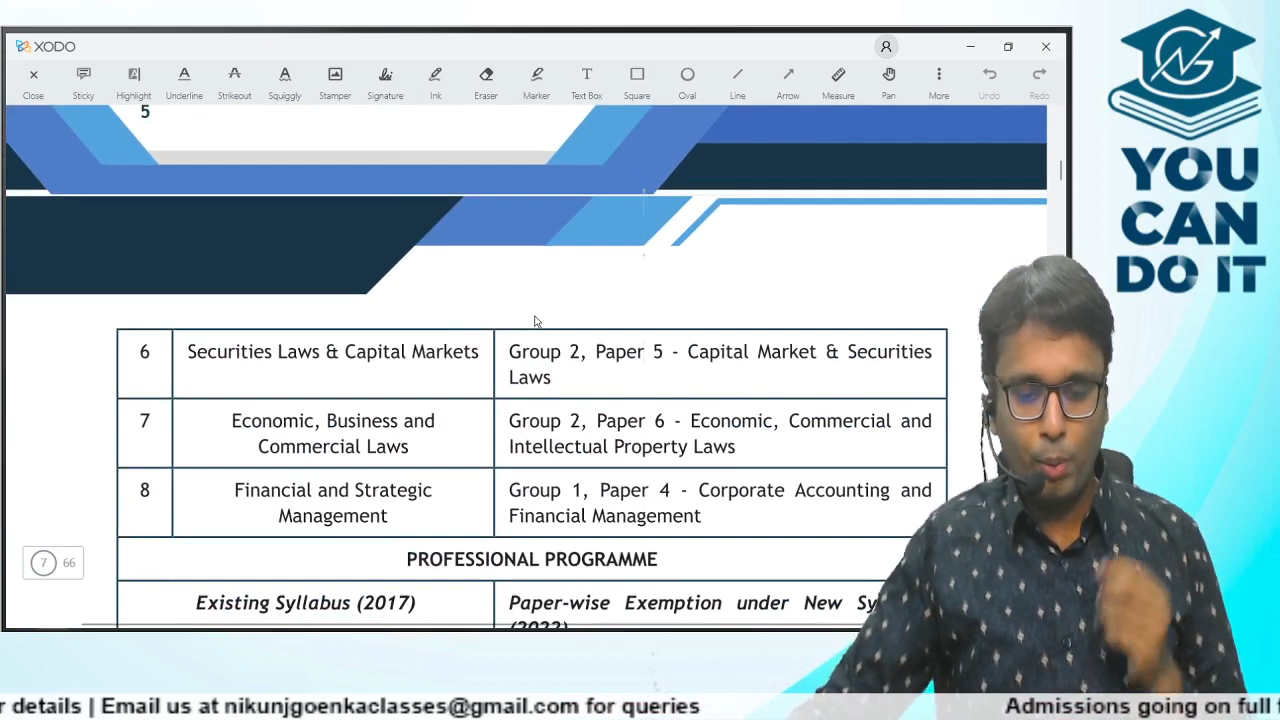 XODO
Close Sticky Highlight Underline Strikeout Squiggly Stamper Signature Ink Eraser Marker Text Box Square Oval Line Arrow Measure Pan More Undo Redo
5
6 Securities Laws & Capital Markets Group 2, Paper 5 - Capital Market & Securities
Laws
7 Economic, Business and Group 2, Paper 6 - Economic, Commercial and
Commercial Laws Intellectual Property Laws
8 Financial and Strategic Group 1, Paper 4 - Corporate Accounting and
Management Financial Management
7 66
PROFESSIONAL PROGRAMME
Existing Syllabus (2017) Paper-wise Exemption under New
(2022)
YOU
CAN
DO IT
r details | Email us at nikunjgoenkaclasses@gmail.com for queries Admissions going on full